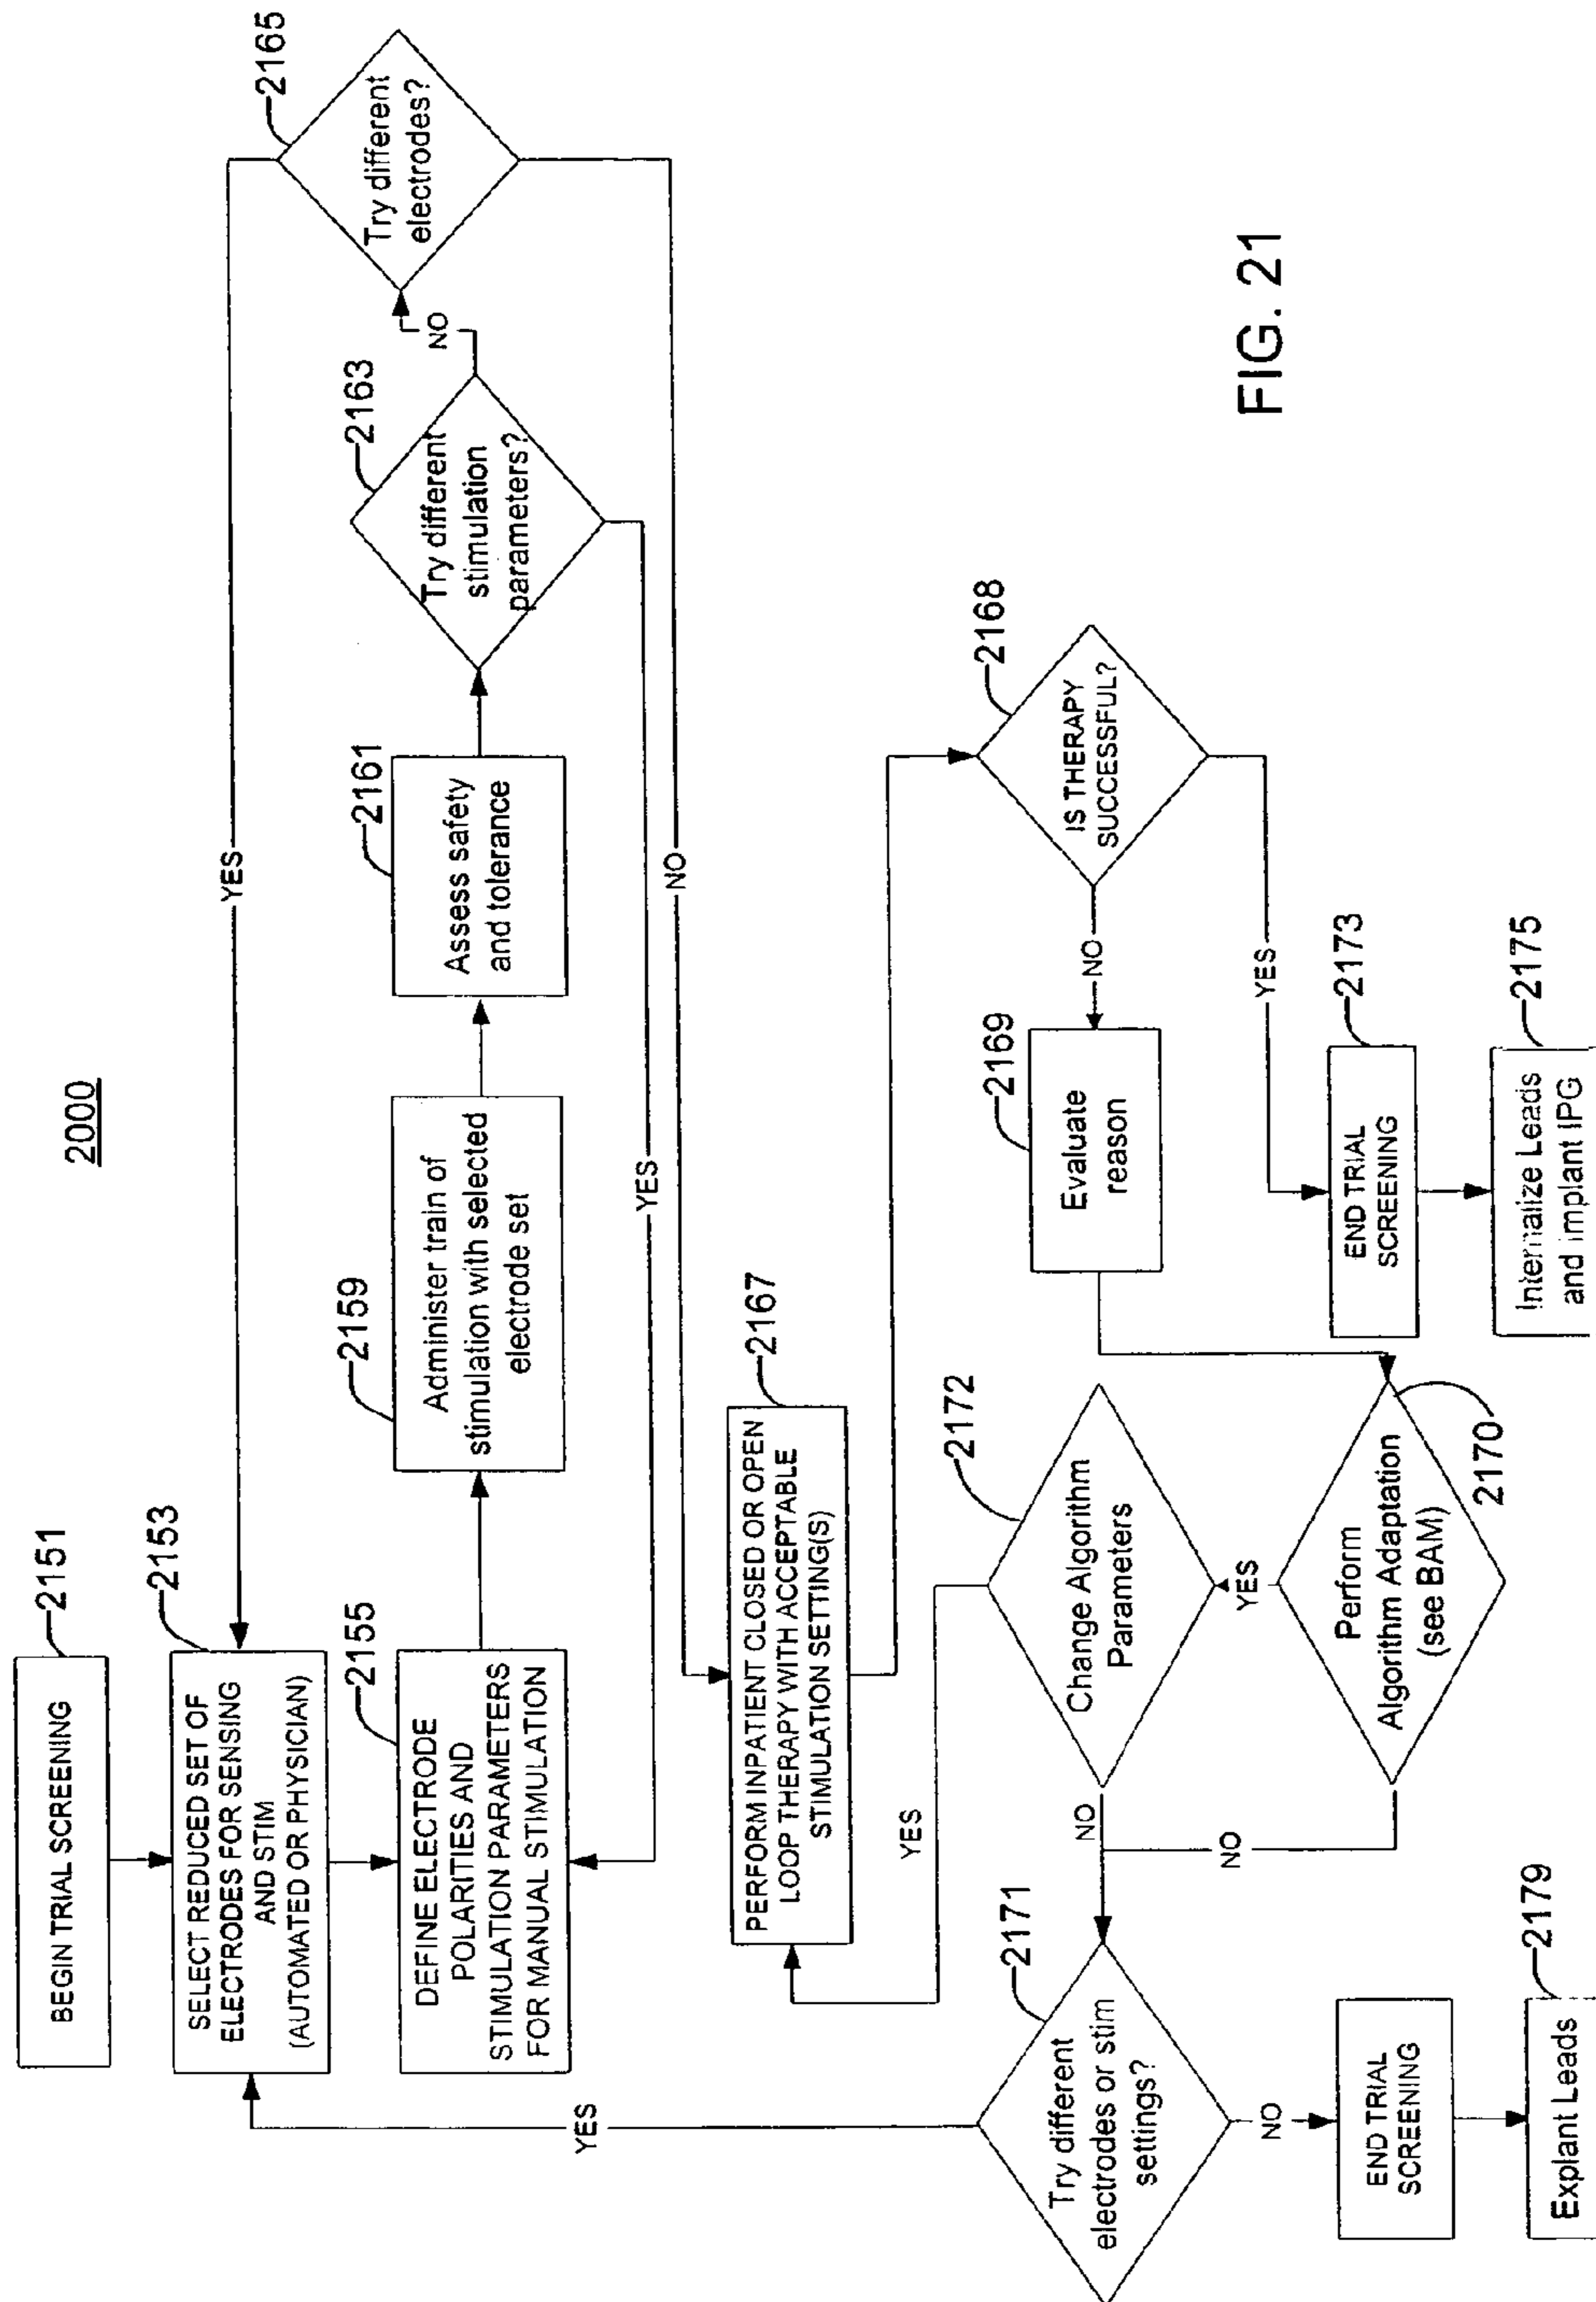 2000
2151
BEGIN TRIAL SCREENING
2153
SELECT REDUCED SET OF
ELECTRODES FOR SENSING
AND STIM
(AUTOMATED OR PHYSICIAN)
2155
DEFINE ELECTRODE
POLARITIES AND
STIMULATION PARAMETERS
FOR MANUAL STIMULATION
2159
Administer train of
stimulation with selected
electrode set
2161
Assess safety
and tolerance
2163
Try different
stimulation
parameters?
NO
YES
2165
Try different
electrodes?
YES
NO
2167
PERFORM INPATIENT CLOSED OR OPEN
LOOP THERAPY WITH ACCEPTABLE
STIMULATION SETTING(S)
2168
IS THERAPY
SUCCESSFUL?
NO
YES
2169
Evaluate
reason
2173
END TRIAL
SCREENING
2175
Internalize Leads
and implant IPG
2170
Perform
Algorithm Adaptation
(see BAM)
YES
NO
2172
Change Algorithm
Parameters
YES
NO
2171
Try different
electrodes or stim
settings?
YES
NO
END TRIAL
SCREENING
2179
Explant Leads
FIG. 21